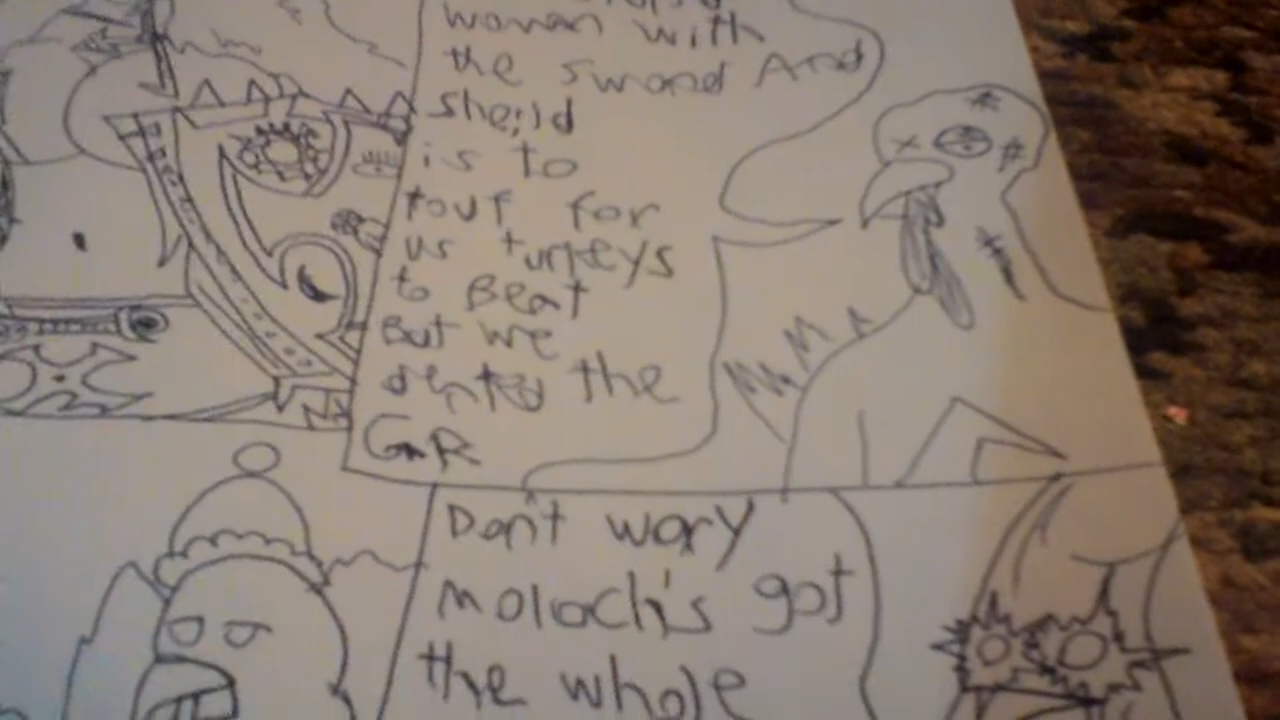 woman with
the sword And
sheild
is to
touf for
us turkeys
to Beat
But we
the
G.R
Don't wory
moloch's got
the whole